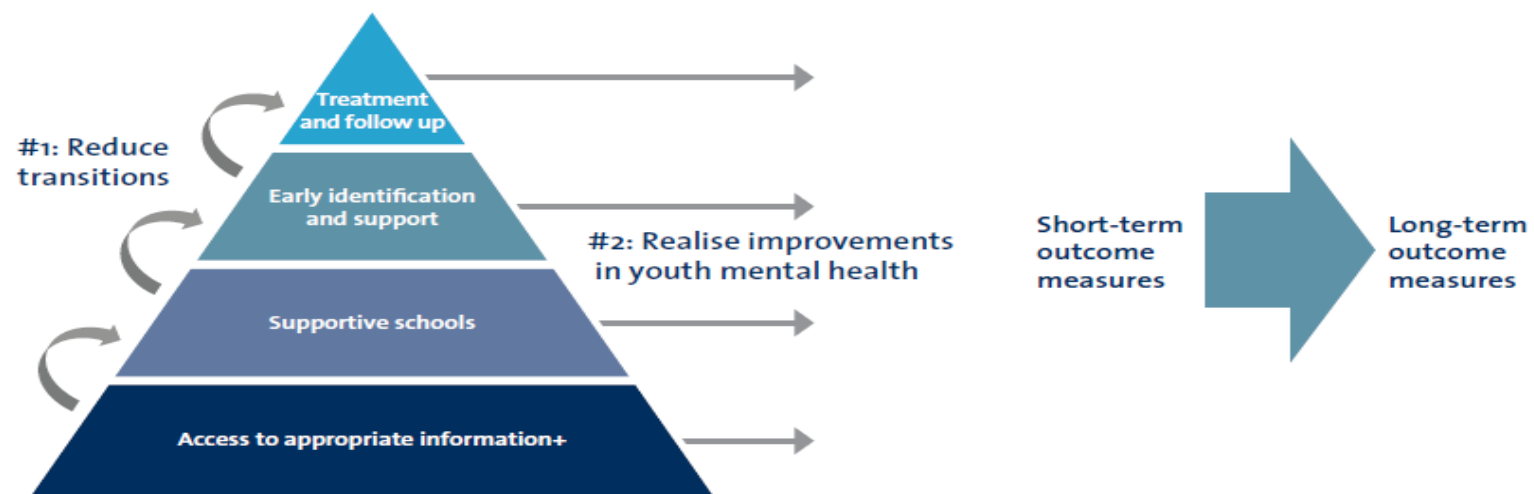 Treatment
and follow up
#1: Reduce
transitions
Early identification
and support
#2: Realise improvements
in youth mental health
Supportive schools
Access to appropriate information+
Short-term
outcome
measures
Long-term
outcome
measures